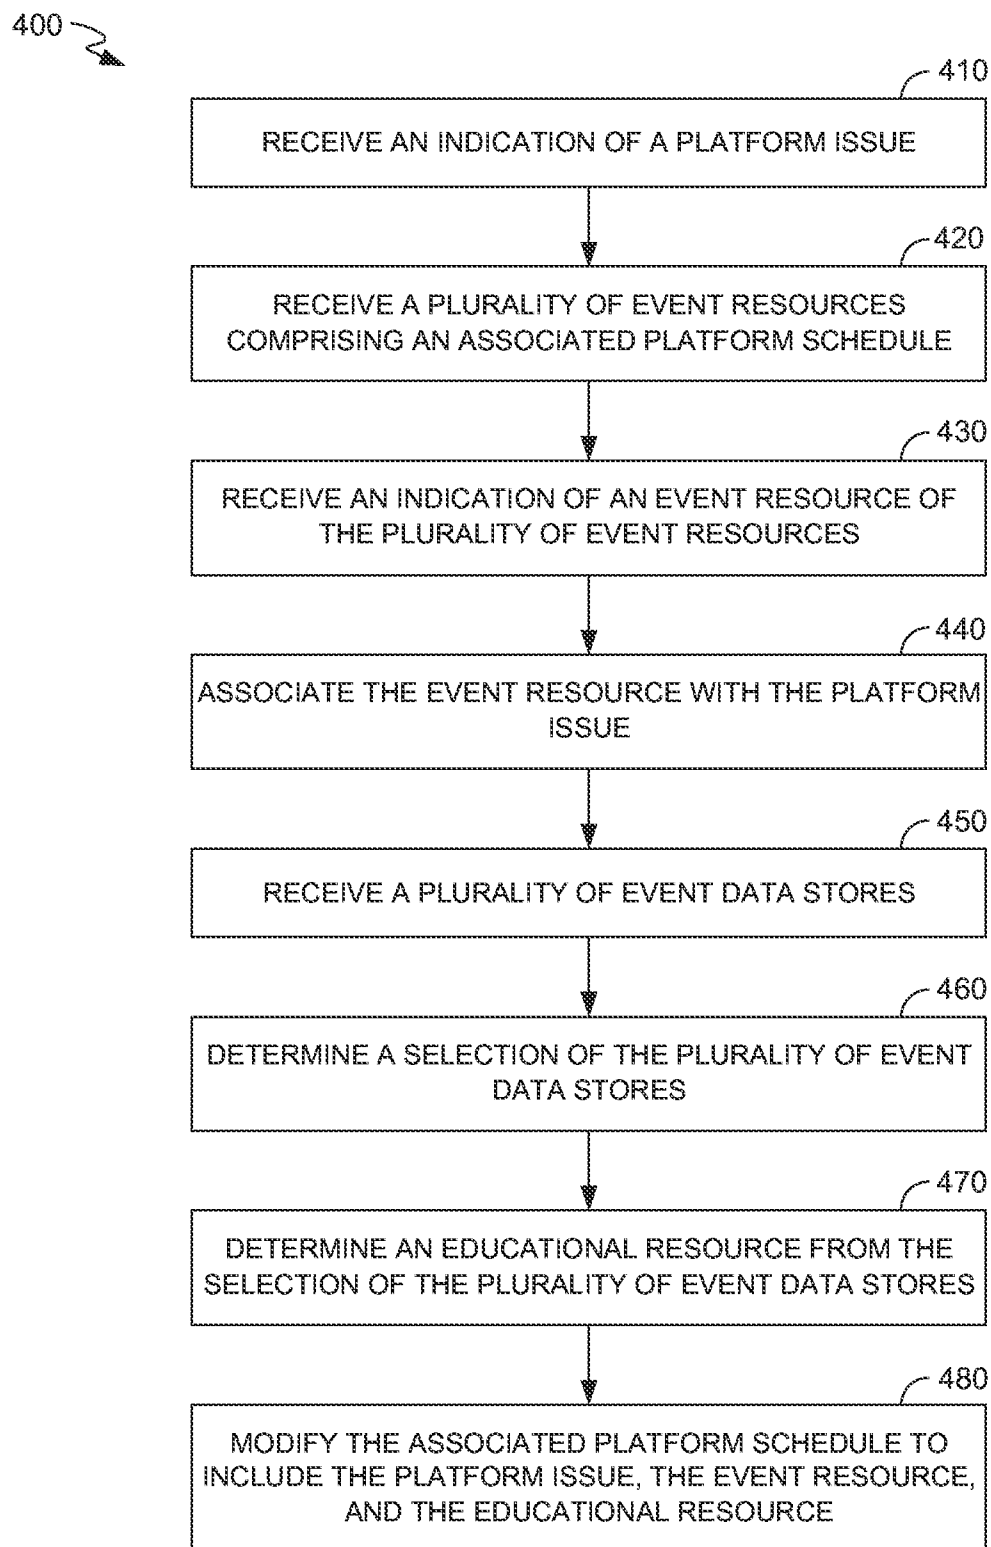 400
410
RECEIVE AN INDICATION OF A PLATFORM ISSUE
420
RECEIVE A PLURALITY OF EVENT RESOURCES
COMPRISING AN ASSOCIATED PLATFORM SCHEDULE
430
RECEIVE AN INDICATION OF AN EVENT RESOURCE OF
THE PLURALITY OF EVENT RESOURCES
440
ASSOCIATE THE EVENT RESOURCE WITH THE PLATFORM
ISSUE
450
RECEIVE A PLURALITY OF EVENT DATA STORES
460
DETERMINE A SELECTION OF THE PLURALITY OF EVENT
DATA STORES
470
DETERMINE AN EDUCATIONAL RESOURCE FROM THE
SELECTION OF THE PLURALITY OF EVENT DATA STORES
480
MODIFY THE ASSOCIATED PLATFORM SCHEDULE TO
INCLUDE THE PLATFORM ISSUE, THE EVENT RESOURCE,
AND THE EDUCATIONAL RESOURCE